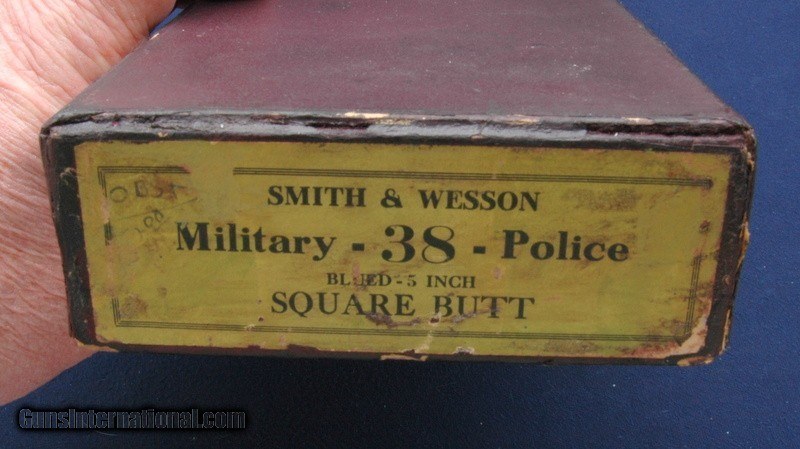 SMITH & WESSON
Military - 38 - Police
BLUED - 5 INCH
SQUARE BUTT
GunsInternational.com